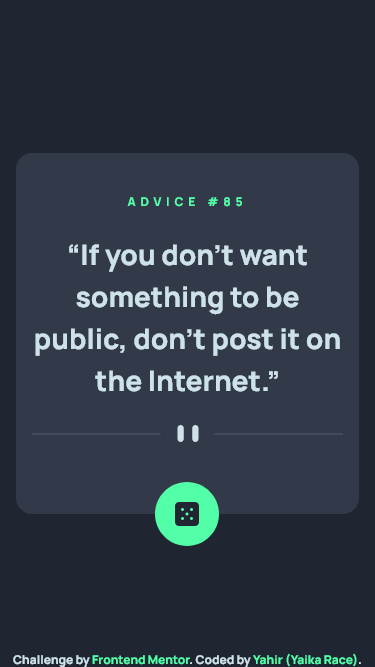 ADVICE #85
“If you don’t want
something to be
public, don’t post it on
the Internet.”
Challenge by Frontend Mentor. Coded by Yahir (Yaika Race).